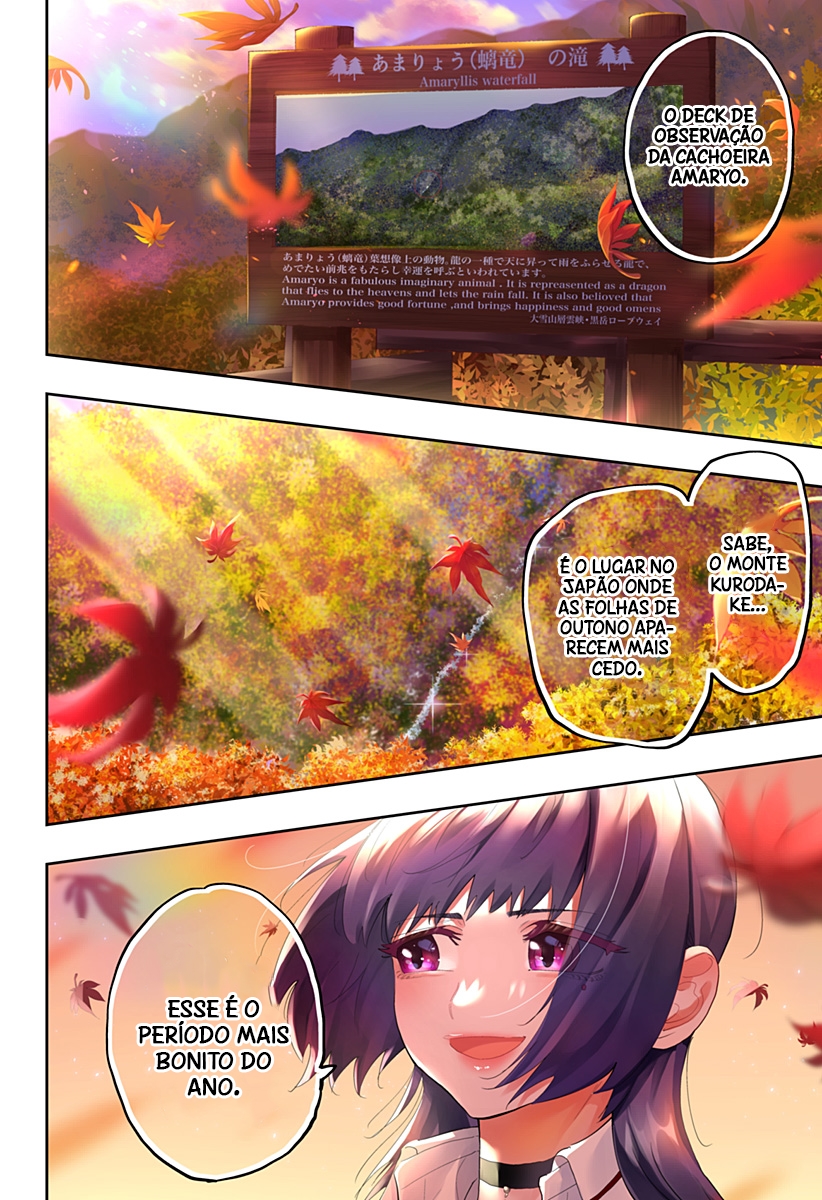 あまりょう(螭竜) の滝
Amaryllis waterfall
O DECK DE
OBSERVAÇÃO
DA CACHOEIRA
AMARYO.
あまりょう(螭竜)葉想像上の動物。龍の一種で天に昇って雨をふらせる龍で、
めでたい前兆をもたらし幸運を呼ぶといわれています。
Amaryo is a fabulous imaginary animal . It is represented as a dragon
that flies to the heavens and lets the rain fall. It is also beloived that
Amaryo provides good fortune ,and brings happiness and good omens
大雪山層雲峡・黒岳ロープウェイ
SABE,
O MONTE
KURODA-
KE...
É O LUGAR NO
JAPÃO ONDE
AS FOLHAS DE
OUTONO APA-
RECEM MAIS
CEDO.
ESSE É O
PERÍODO MAIS
BONITO DO
ANO.